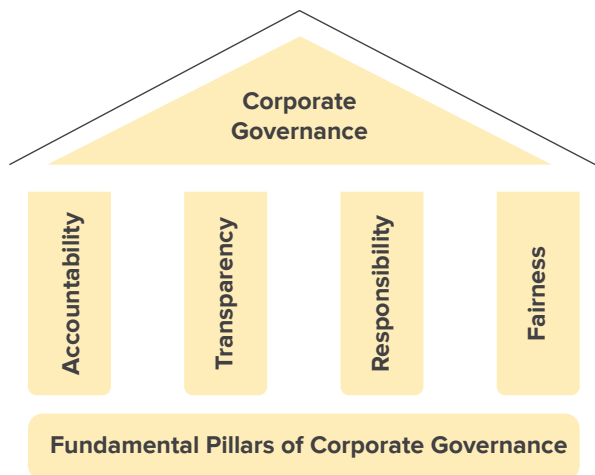 Corporate
Governance
Accountability
Transparency
Responsibility
Fairness
Fundamental Pillars of Corporate Governance